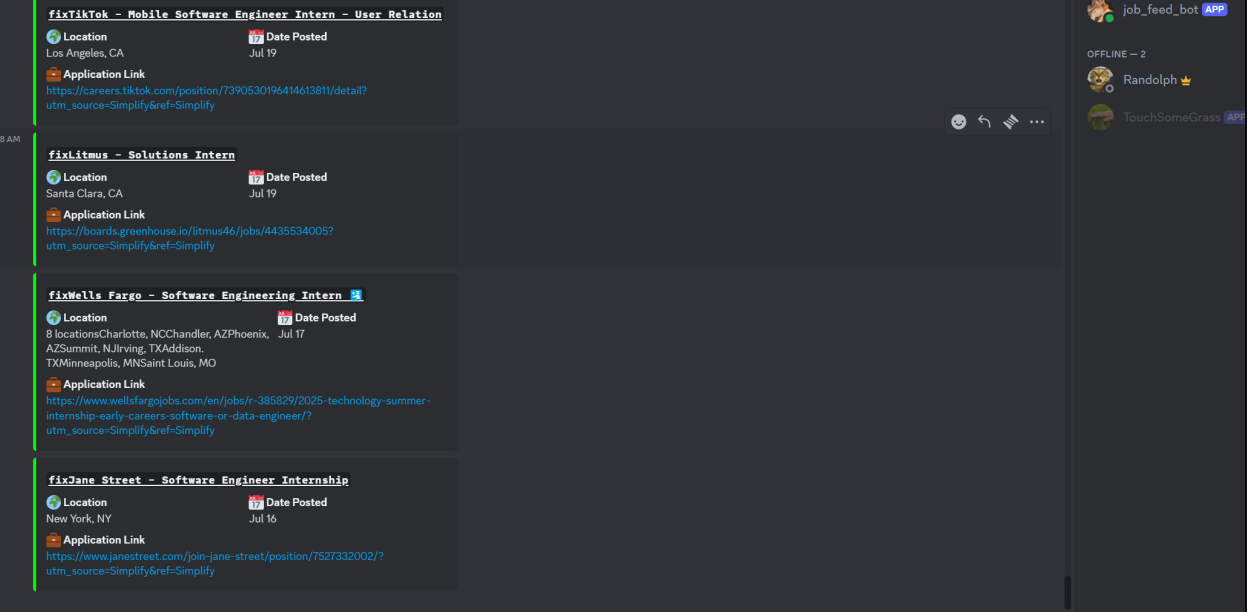 fixTikTok - Mobile Software Engineer Intern - User Relation
Location
Date Posted
Los Angeles, CA
Jul 19
Application Link
https://careers.tiktok.com/position/7390530196414613811/detail?
utm_source=Simplify&ref=Simplify
8 AM
fixLitmus - Solutions Intern
Location
Date Posted
Santa Clara, CA
Jul 19
Application Link
https://boards.greenhouse.io/litmus46/jobs/4435534005?
utm_source=Simplify&ref=Simplify
fixWells Fargo - Software Engineering Intern 🛂
Location
Date Posted
8 locationsCharlotte, NCChandler, AZPhoenix,
Jul 17
AZSummit, NJIrving, TXAddison.
TXMinneapolis, MNSaint Louis, MO
Application Link
https://www.wellsfargojobs.com/en/jobs/r-385829/2025-technology-summer-
internship-early-careers-software-or-data-engineer/?
utm_source=Simplify&ref=Simplify
fixJane Street - Software Engineer Internship
Location
Date Posted
New York, NY
Jul 16
Application Link
https://www.janestreet.com/join-jane-street/position/7527332002/?
utm_source=Simplify&ref=Simplify
job_feed_bot APP
OFFLINE — 2
Randolph
TouchSomeGrass APP